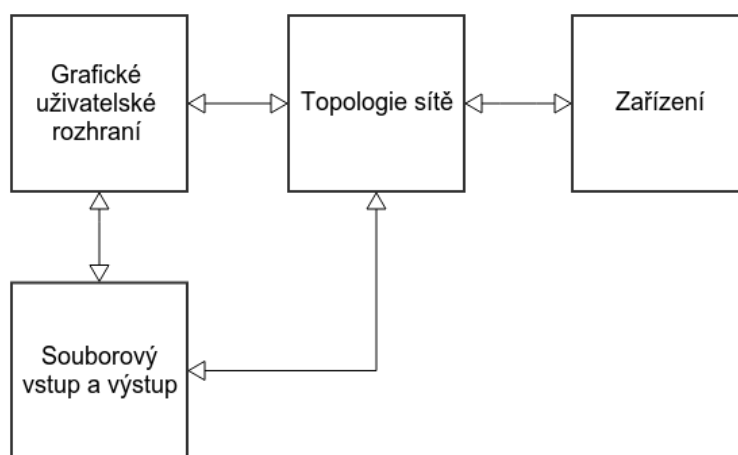 Grafické
uživatelské
rozhraní
Topologie sítě
Zařízení
Souborový
vstup a výstup